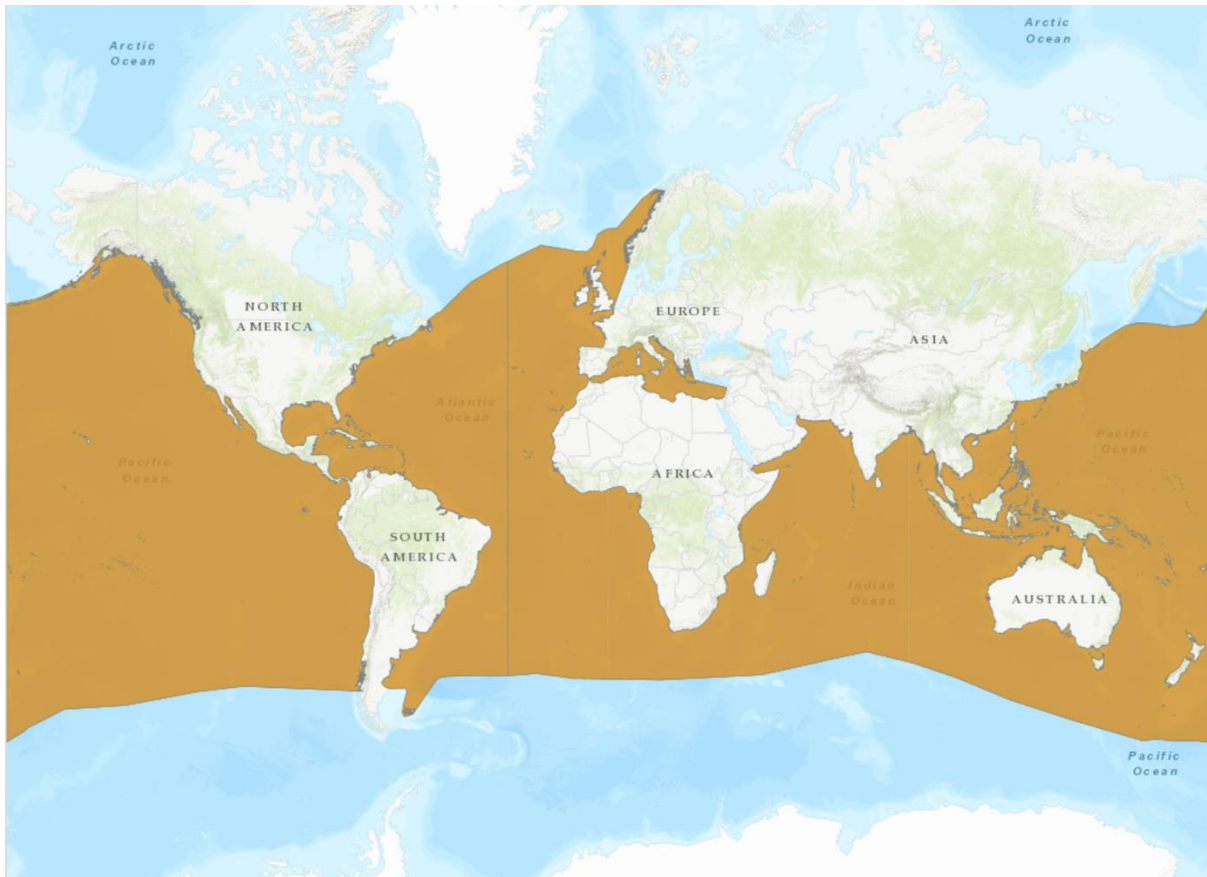 Arctic
Ocean
Arctic
Ocean
NORTH
AMERICA
EUROPE
ASIA
Atlantic
Ocean
Pacific
Ocean
Pacific
Ocean
AFRICA
SOUTH
AMERICA
Indian
Ocean
AUSTRALIA
Pacific
Ocean